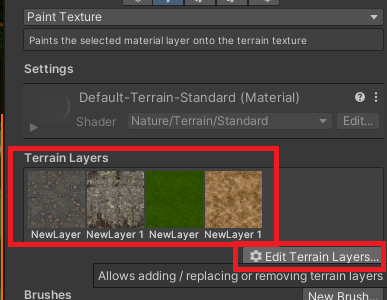 Paint Texture
Paints the selected material layer onto the terrain texture
Settings
Default-Terrain-Standard (Material)
Shader Nature/Terrain/Standard Edit...
Terrain Layers
NewLayer NewLayer 1 NewLayer NewLayer 1
Edit Terrain Layers...
Allows adding / replacing or removing terrain layers
Brushes New Brush...